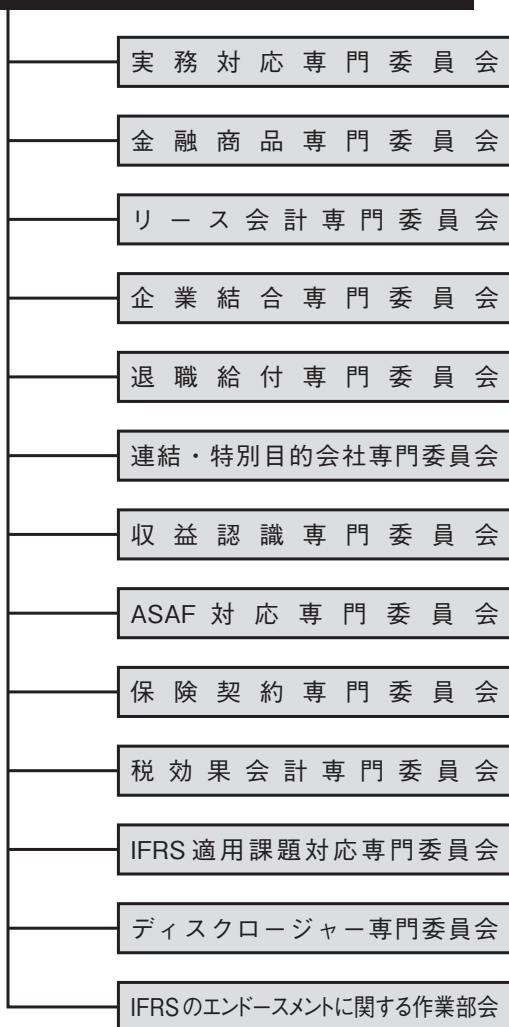 実務対応専門委員会
金融商品専門委員会
リース会計専門委員会
企業結合専門委員会
退職給付専門委員会
連結・特別目的会社専門委員会
収益認識専門委員会
ASAF対応専門委員会
保険契約専門委員会
税効果会計専門委員会
IFRS適用課題対応専門委員会
ディスクロージャー専門委員会
IFRSのエンドースメントに関する作業部会